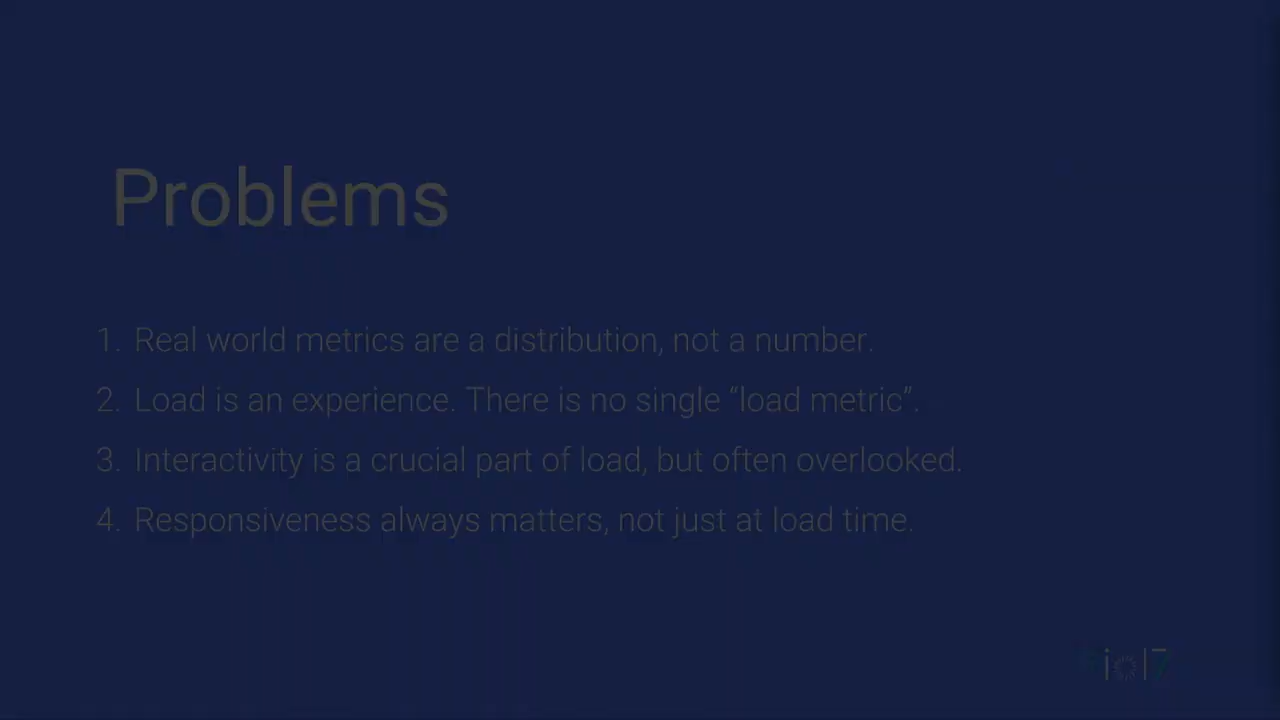 Problems
1. Real world metrics are a distribution, not a number.
2. Load is an experience. There is no single “load metric”.
3. Interactivity is a crucial part of load, but often overlooked.
4. Responsiveness always matters, not just at load time.